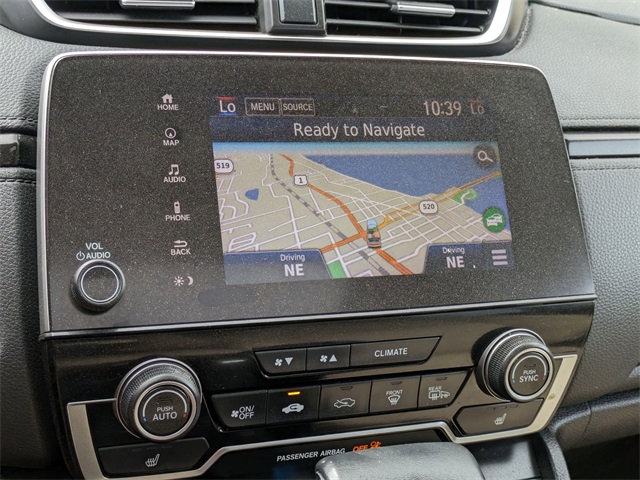 Lo MENU SOURCE 10:39 Lo
HOME
Ready to Navigate
MAP
519
1
520
AUDIO
PHONE
BACK
Driving
NE
Driving
NE
VOL
AUDIO
CLIMATE
PUSH
AUTO
ON/
OFF
FRONT
REAR
PUSH
SYNC
PASSENGER AIRBAG OFF